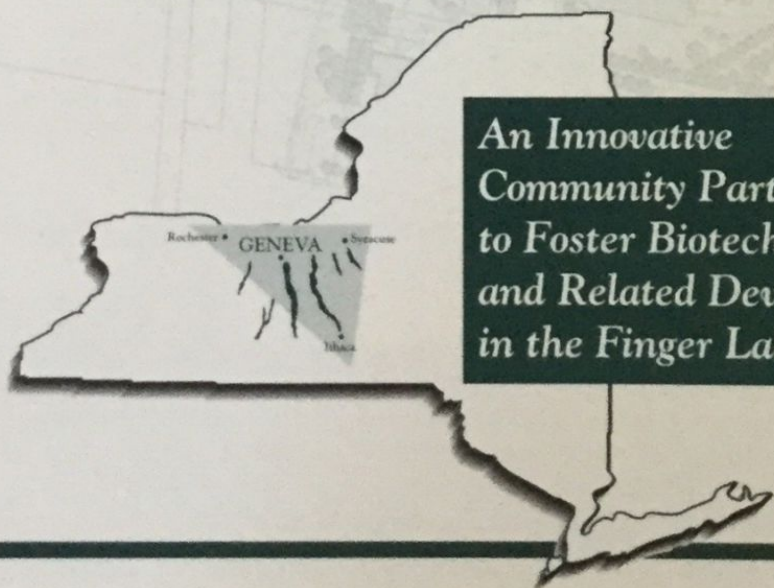 An Innovative
Community Part
to Foster Biotech
and Related Dev
in the Finger La
Rochester
GENEVA
Syracuse
Ithaca